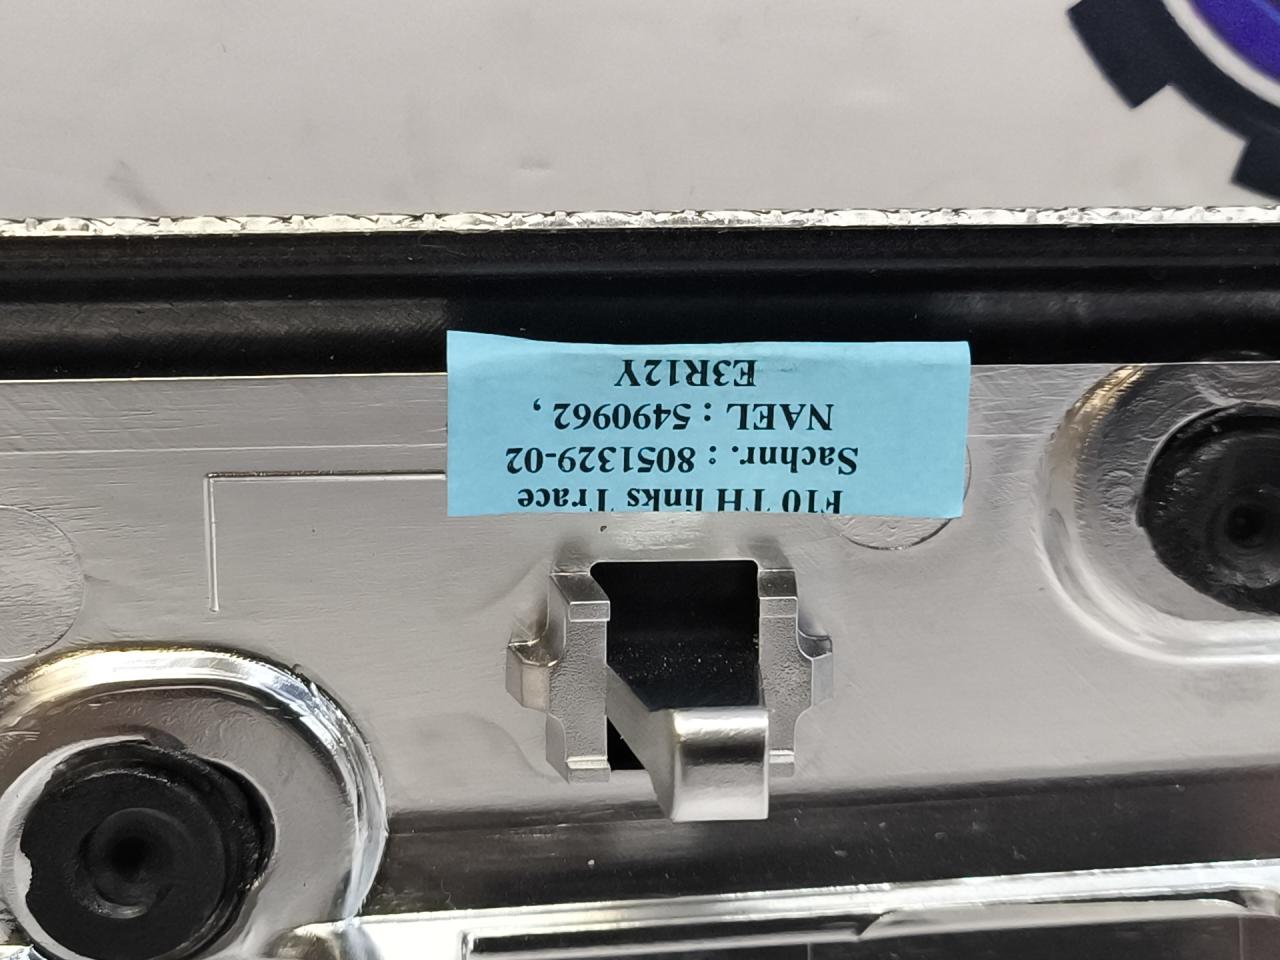 F10 TH links Trace
Sachnr. : 8051329-02
NAEL : 5490962 ,
E3R12Y